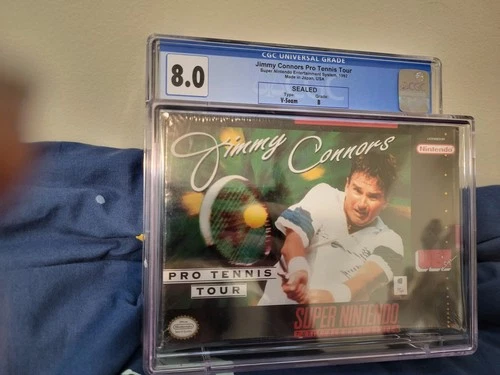 CGC UNIVERSAL GRADE
8.0
Jimmy Connors Pro Tennis Tour
Super Nintendo Entertainment System, 1992
Made in Japan, USA
SEALED
Type: Grade:
V-Seam B
CGC
Jimmy Connors
Nintendo
PRO TENNIS
TOUR
SUPER NINTENDO